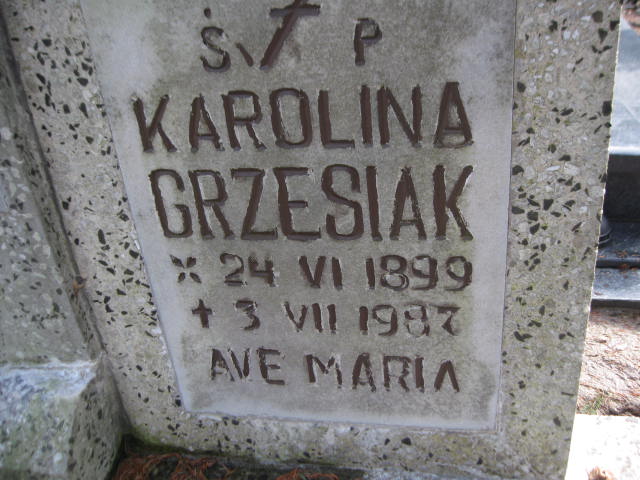 Ś P
KAROLINA
GRZESIAK
24 VI 1899
3 VII 1987
AVE MARIA